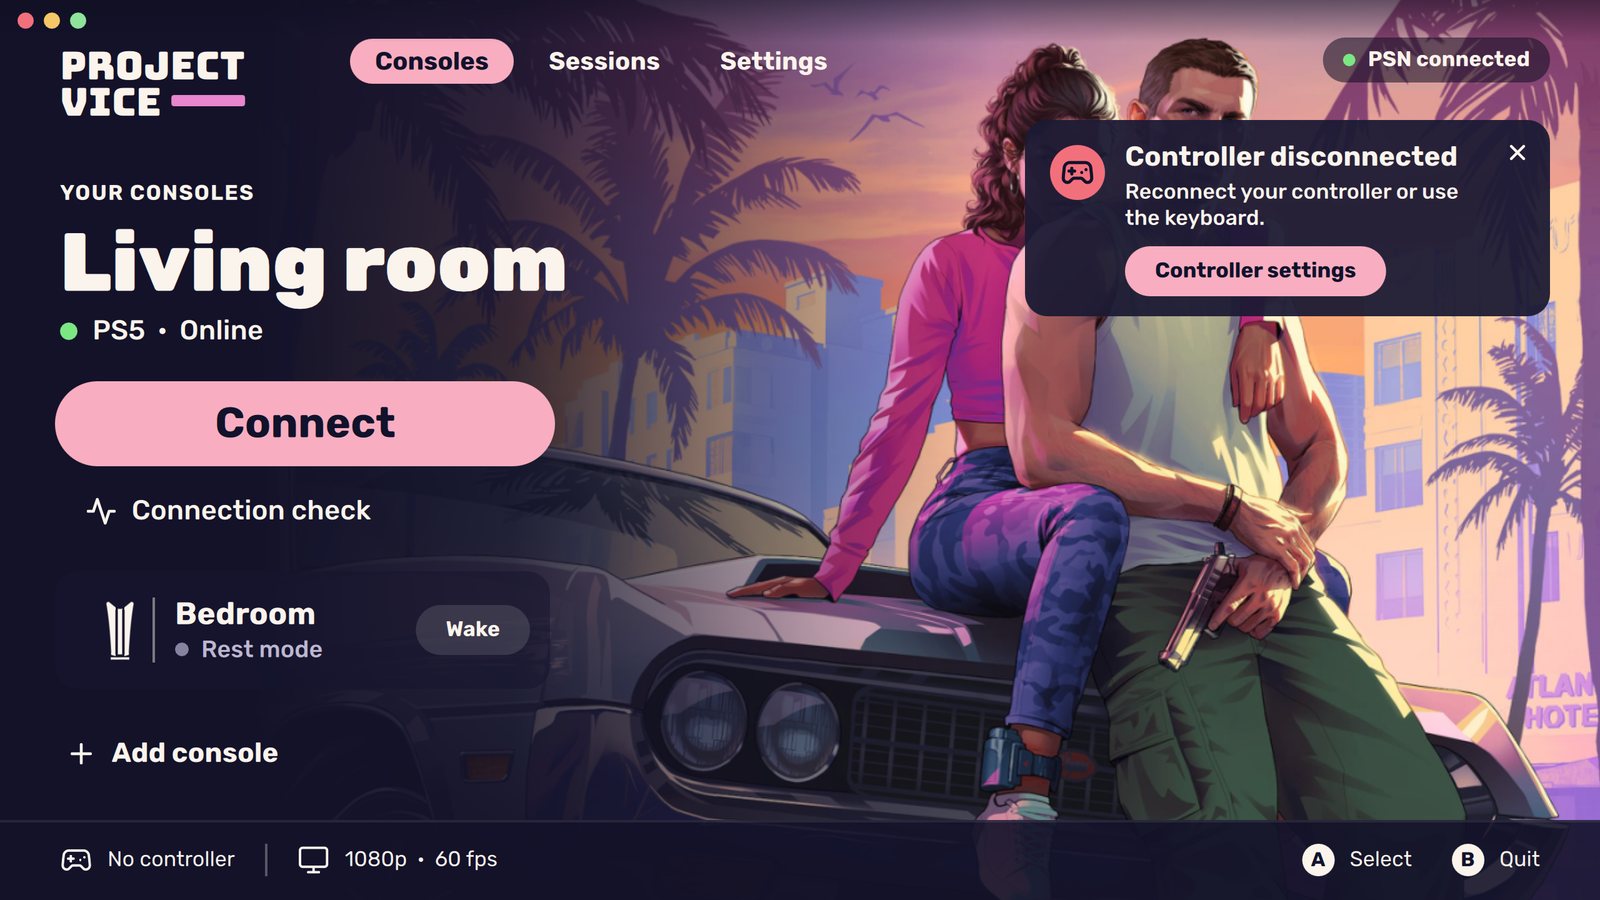 PROJECT
VICE
Consoles
Sessions
Settings
PSN connected
Controller disconnected
Reconnect your controller or use
the keyboard.
Controller settings
YOUR CONSOLES
Living room
PS5 • Online
Connect
Connection check
Bedroom
Rest mode
Wake
Add console
ATLAN
HOTE
No controller
1080p • 60 fps
A Select
B Quit